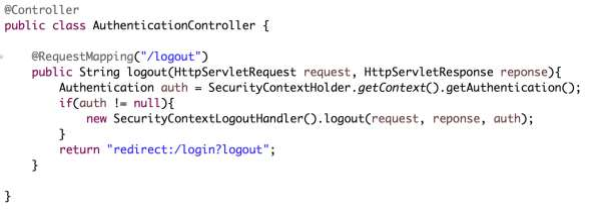 @Controller
public class AuthenticationController {
@RequestMapping("/logout")
public String logout(HttpServletRequest request, HttpServletResponse reponse){
Authentication auth = SecurityContextHolder.getContext().getAuthentication();
if(auth != null){
new SecurityContextLogoutHandler().logout(request, reponse, auth);
}
return "redirect:/login?logout";
}
}